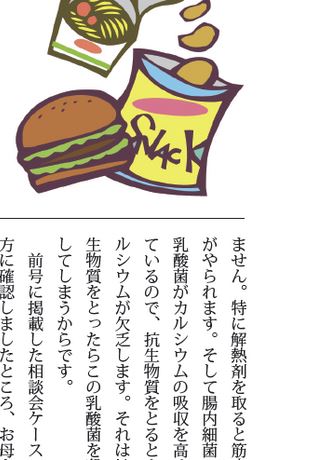 SNACK
ません。特に解熱剤を取ると筋
がやられます。そして腸内細菌
乳酸菌がカルシウムの吸収を高
ているので、抗生物質をとると
ルシウムが欠乏します。それは
生物質をとったらこの乳酸菌を
してしまうからです。
前号に掲載した相談会ケース
方に確認しましたところ、お母